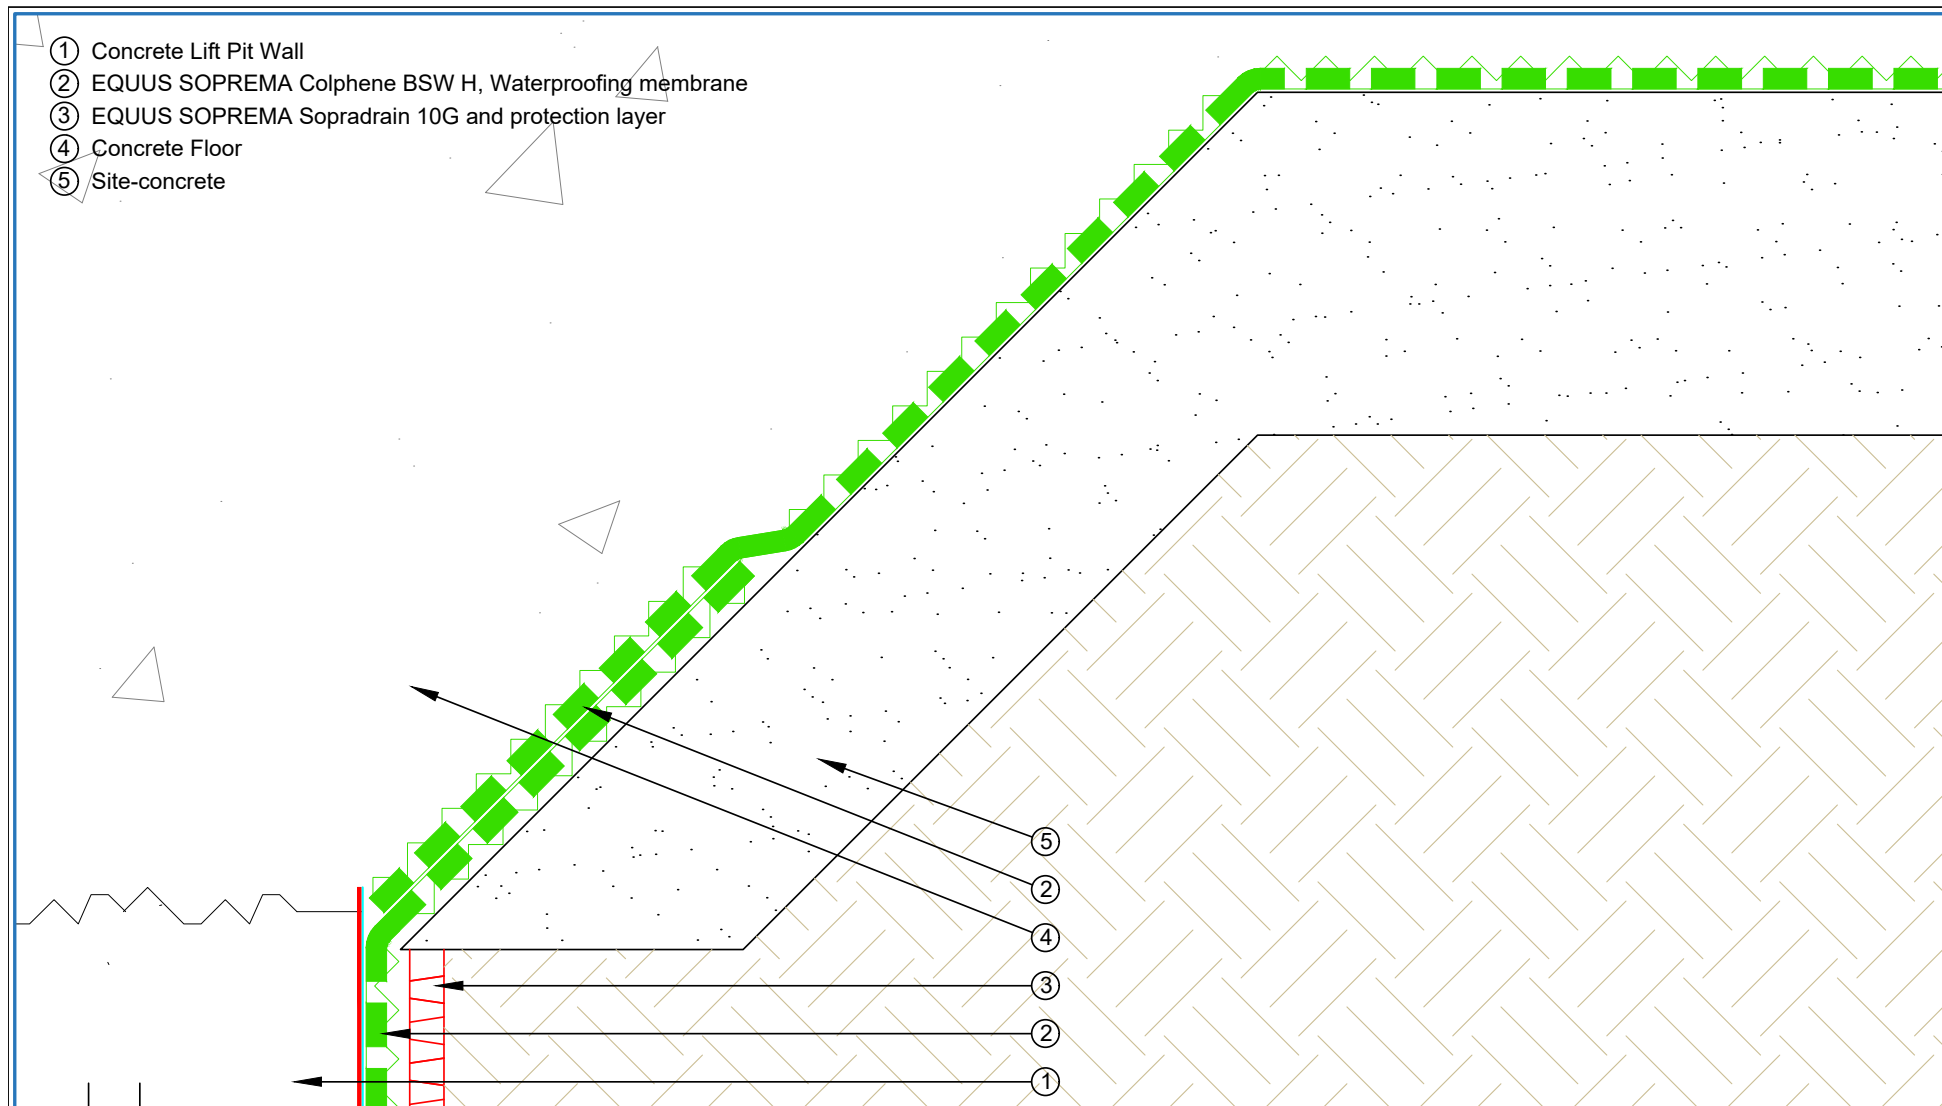 1 Concrete Lift Pit Wall
2 EQUUS SOPREMA Colphene BSW H, Waterproofing membrane
3 EQUUS SOPREMA Sopradrain 10G and protection layer
4 Concrete Floor
5 Site-concrete
5
2
4
3
2
1